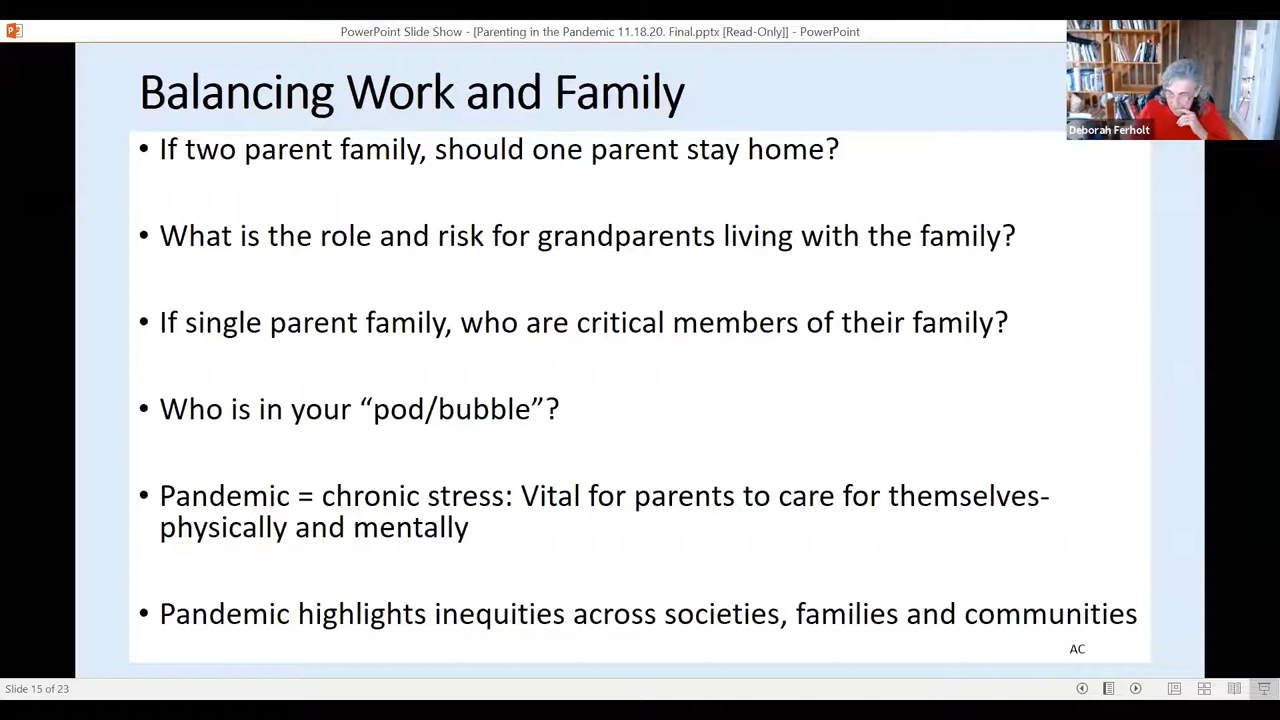 PowerPoint Slide Show - [Parenting in the Pandemic 11.18.20. Final.pptx [Read-Only]] - PowerPoint
Deborah Ferholt
Balancing Work and Family
• If two parent family, should one parent stay home?
• What is the role and risk for grandparents living with the family?
• If single parent family, who are critical members of their family?
• Who is in your “pod/bubble”?
• Pandemic = chronic stress: Vital for parents to care for themselves-
physically and mentally
• Pandemic highlights inequities across societies, families and communities
AC
Slide 15 of 23